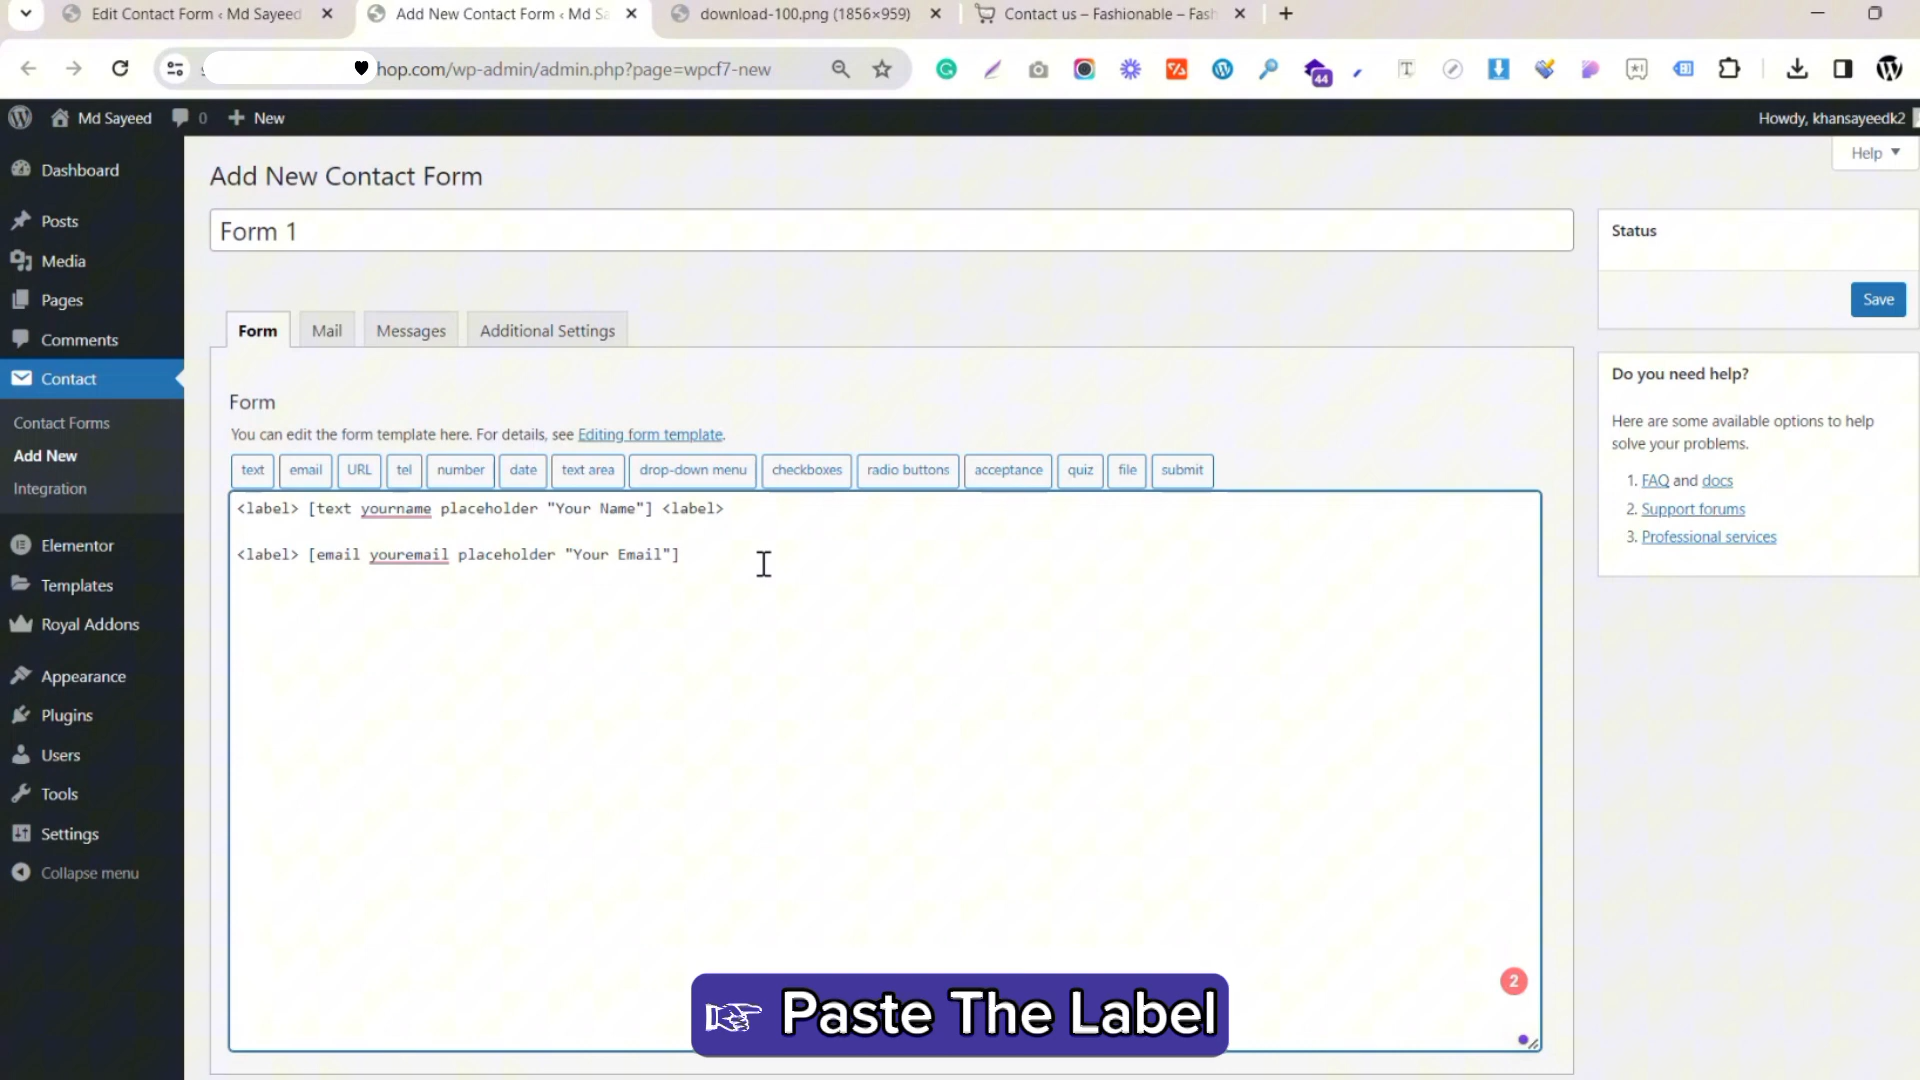 Edit Contact Form ‹ Md Sayeed
Add New Contact Form ‹ Md Sa
download-100.png (1856×959)
Contact us – Fashionable – Fash
hop.com/wp-admin/admin.php?page=wpcf7-new
44
Md Sayeed
0
New
Howdy, khansayeedk2
Dashboard
Posts
Media
Pages
Comments
Contact
Contact Forms
Add New
Integration
Elementor
Templates
Royal Addons
Appearance
Plugins
Users
Tools
Settings
Collapse menu
Help
Add New Contact Form
Form 1
Form
Mail
Messages
Additional Settings
Form
You can edit the form template here. For details, see Editing form template.
text
email
URL
tel
number
date
text area
drop-down menu
checkboxes
radio buttons
acceptance
quiz
file
submit
<label> [text yourname placeholder "Your Name"] <label>
<label> [email youremail placeholder "Your Email"]
2
Status
Save
Do you need help?
Here are some available options to help
solve your problems.
1. FAQ and docs
2. Support forums
3. Professional services
Paste The Label